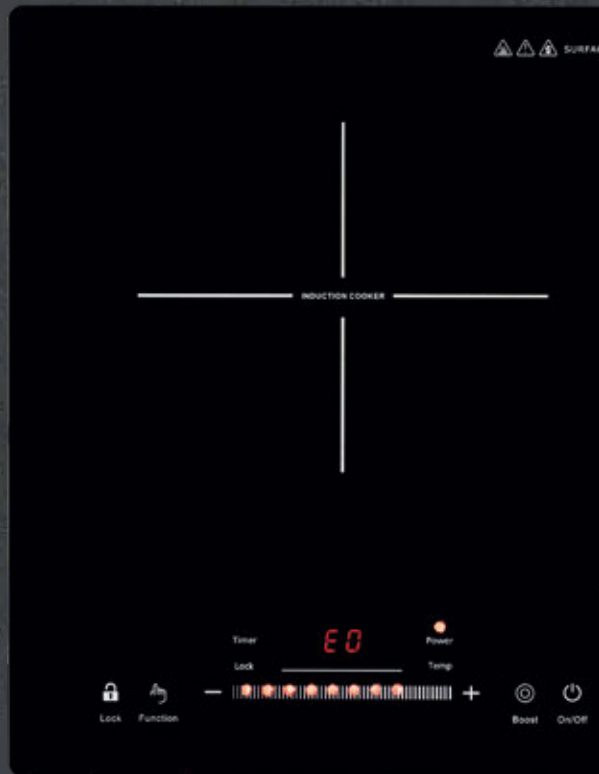 SURFA
INDUCTION COOKER
Timer E0 Power
Lock Temp
− +
Lock Function Boost On/Off